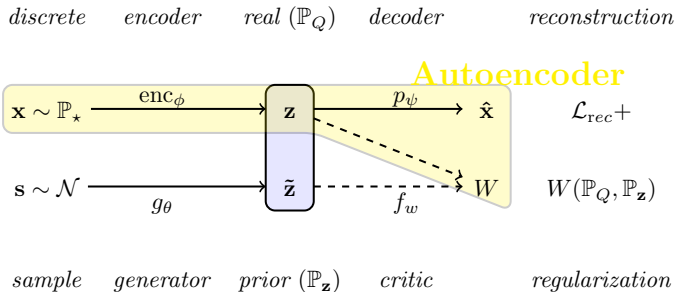 discrete encoder real (ℙ_Q) decoder reconstruction
Autoencoder
x ∼ ℙ_⋆ enc_ϕ z p_ψ x̂ ℒ_rec+
s ∼ 𝒩 g_θ z̃ f_w W W(ℙ_Q, ℙ_z)
sample generator prior (ℙ_z) critic regularization